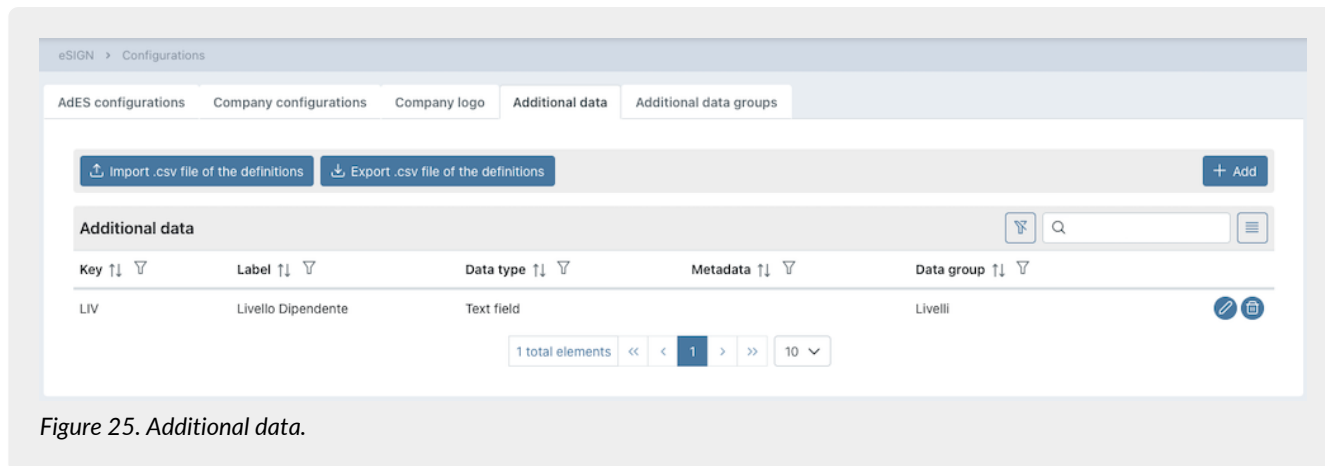 eSIGN > Configurations
AdES configurations Company configurations Company logo Additional data Additional data groups
Import .csv file of the definitions Export .csv file of the definitions + Add
Additional data
Key ↑↓ Label ↑↓ Data type ↑↓ Metadata ↑↓ Data group ↑↓
LIV Livello Dipendente Text field Livelli
1 total elements « < 1 > » 10
Figure 25. Additional data.